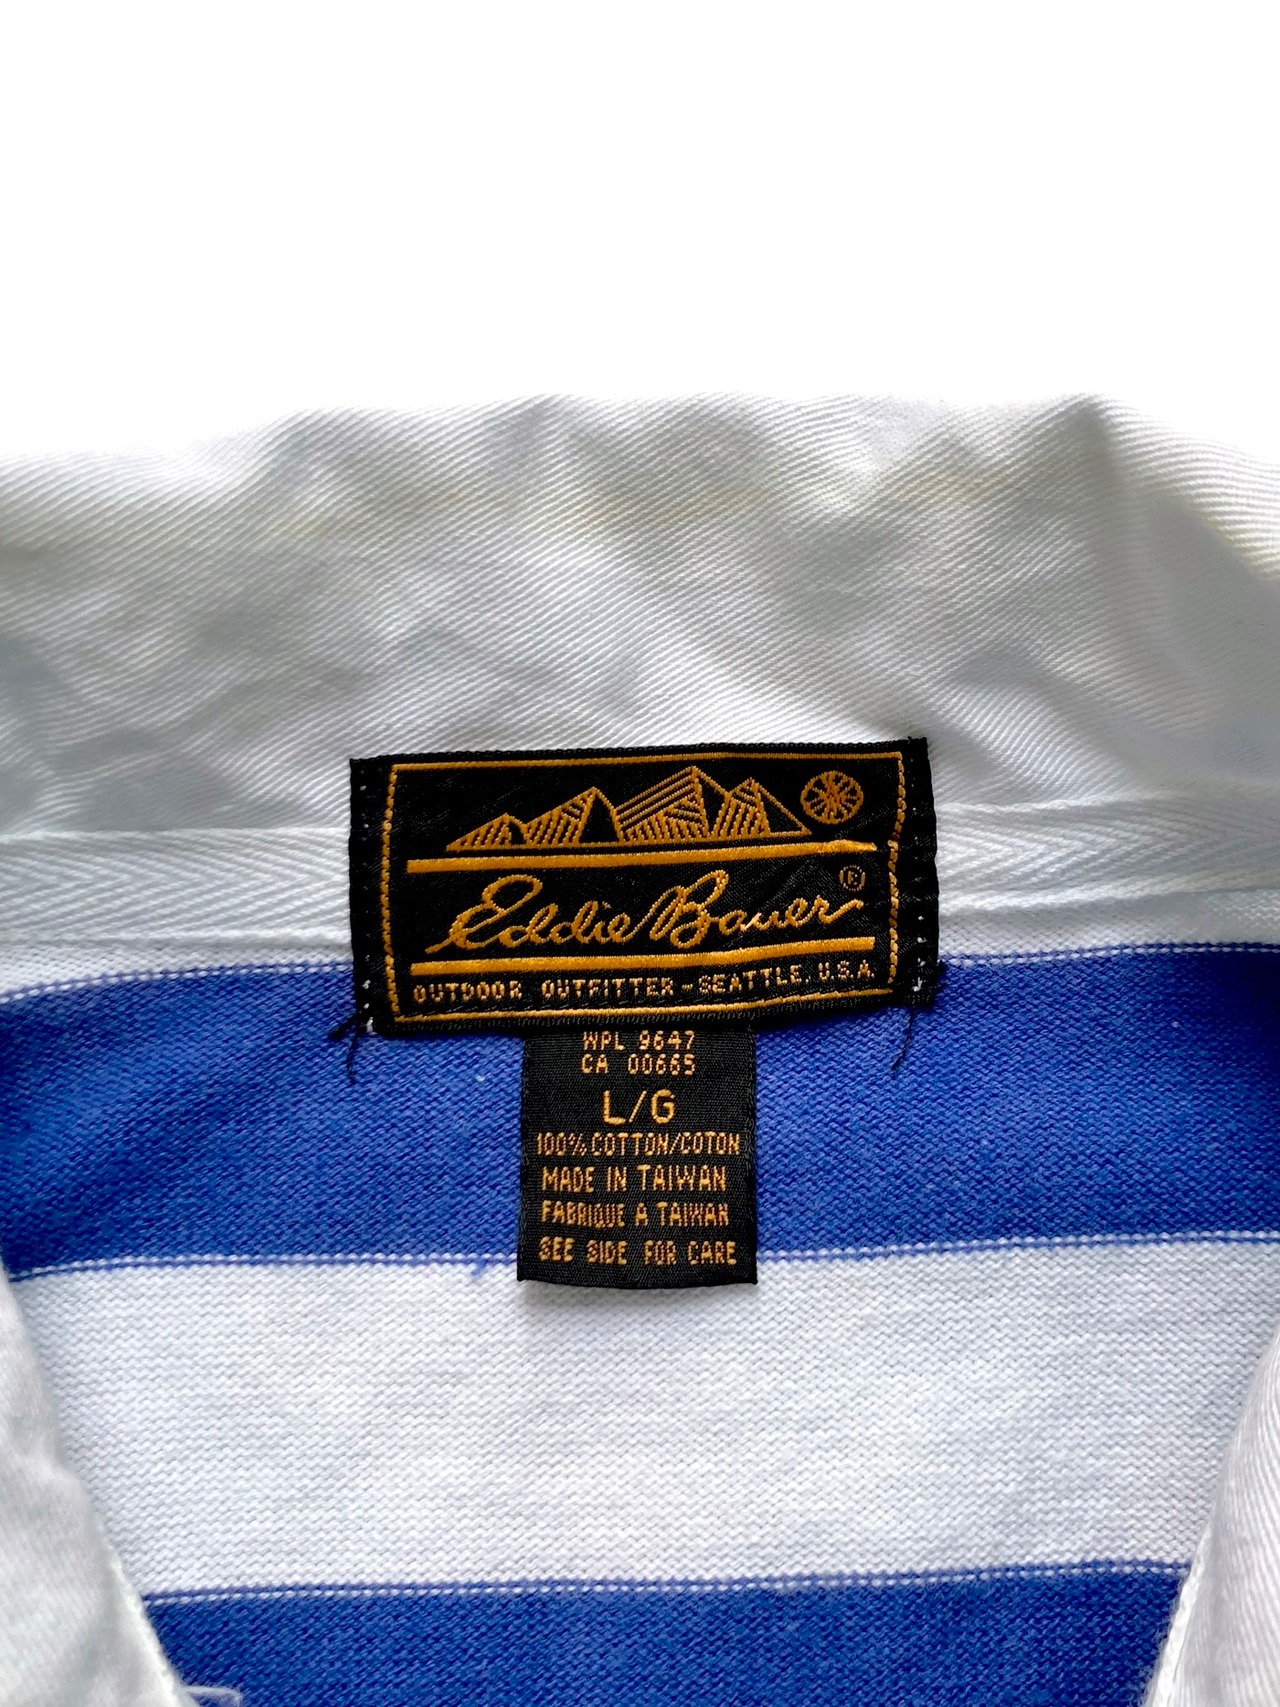 Eddie Bauer®
OUTDOOR OUTFITTER - SEATTLE, U.S.A.
WPL 9647
CA 00665
L/G
100% COTTON/COTON
MADE IN TAIWAN
FABRIQUE A TAIWAN
SEE SIDE FOR CARE